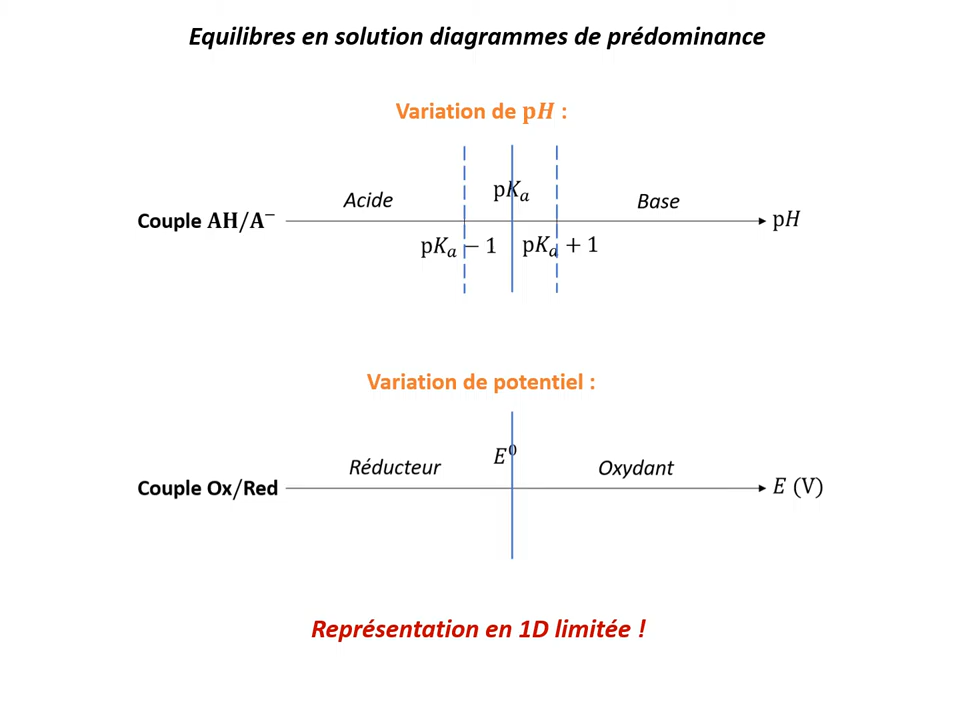 Equilibres en solution diagrammes de prédominance
Variation de pH :
Acide
pKₐ
Base
Couple AH/A⁻
pH
pKₐ − 1
pKₐ + 1
Variation de potentiel :
E⁰
Réducteur
Oxydant
Couple Ox/Red
E (V)
Représentation en 1D limitée !